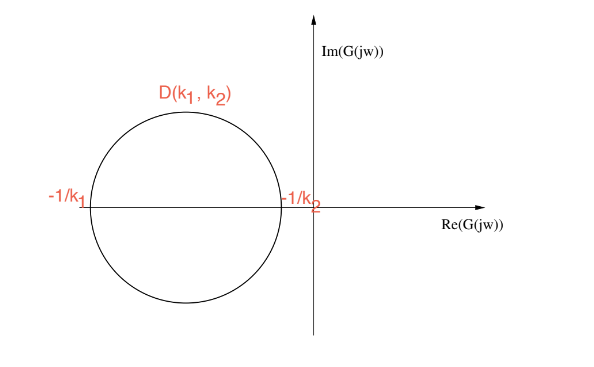 Im(G(jw))
D(k1, k2)
-1/k1
-1/k2
Re(G(jw))